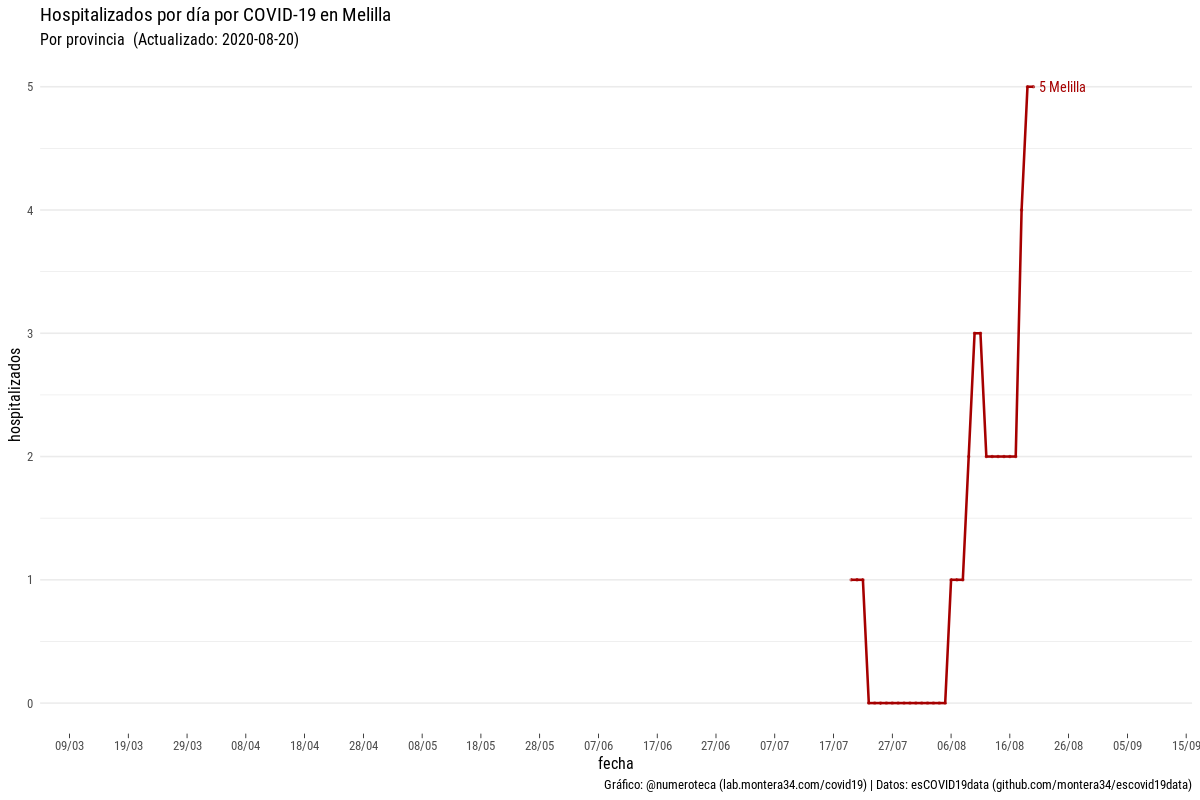 Hospitalizados por día por COVID-19 en Melilla
Por provincia  (Actualizado: 2020-08-20)
5
5 Melilla
4
3
2
1
0
hospitalizados
09/03 19/03 29/03 08/04 18/04 28/04 08/05 18/05 28/05 07/06 17/06 27/06 07/07 17/07 27/07 06/08 16/08 26/08 05/09 15/09
fecha
Gráfico: @numeroteca (lab.montera34.com/covid19) | Datos: esCOVID19data (github.com/montera34/escovid19data)